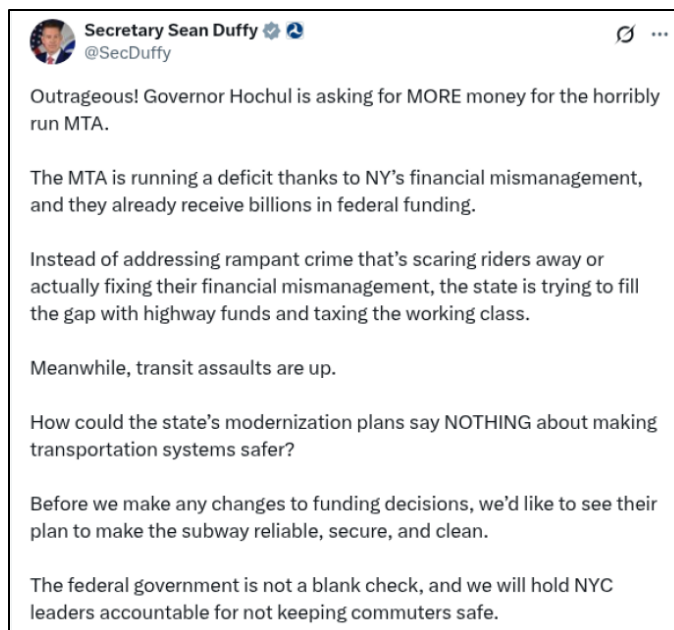 Secretary Sean Duffy
@SecDuffy
Outrageous! Governor Hochul is asking for MORE money for the horribly
run MTA.
The MTA is running a deficit thanks to NY’s financial mismanagement,
and they already receive billions in federal funding.
Instead of addressing rampant crime that’s scaring riders away or
actually fixing their financial mismanagement, the state is trying to fill
the gap with highway funds and taxing the working class.
Meanwhile, transit assaults are up.
How could the state’s modernization plans say NOTHING about making
transportation systems safer?
Before we make any changes to funding decisions, we’d like to see their
plan to make the subway reliable, secure, and clean.
The federal government is not a blank check, and we will hold NYC
leaders accountable for not keeping commuters safe.